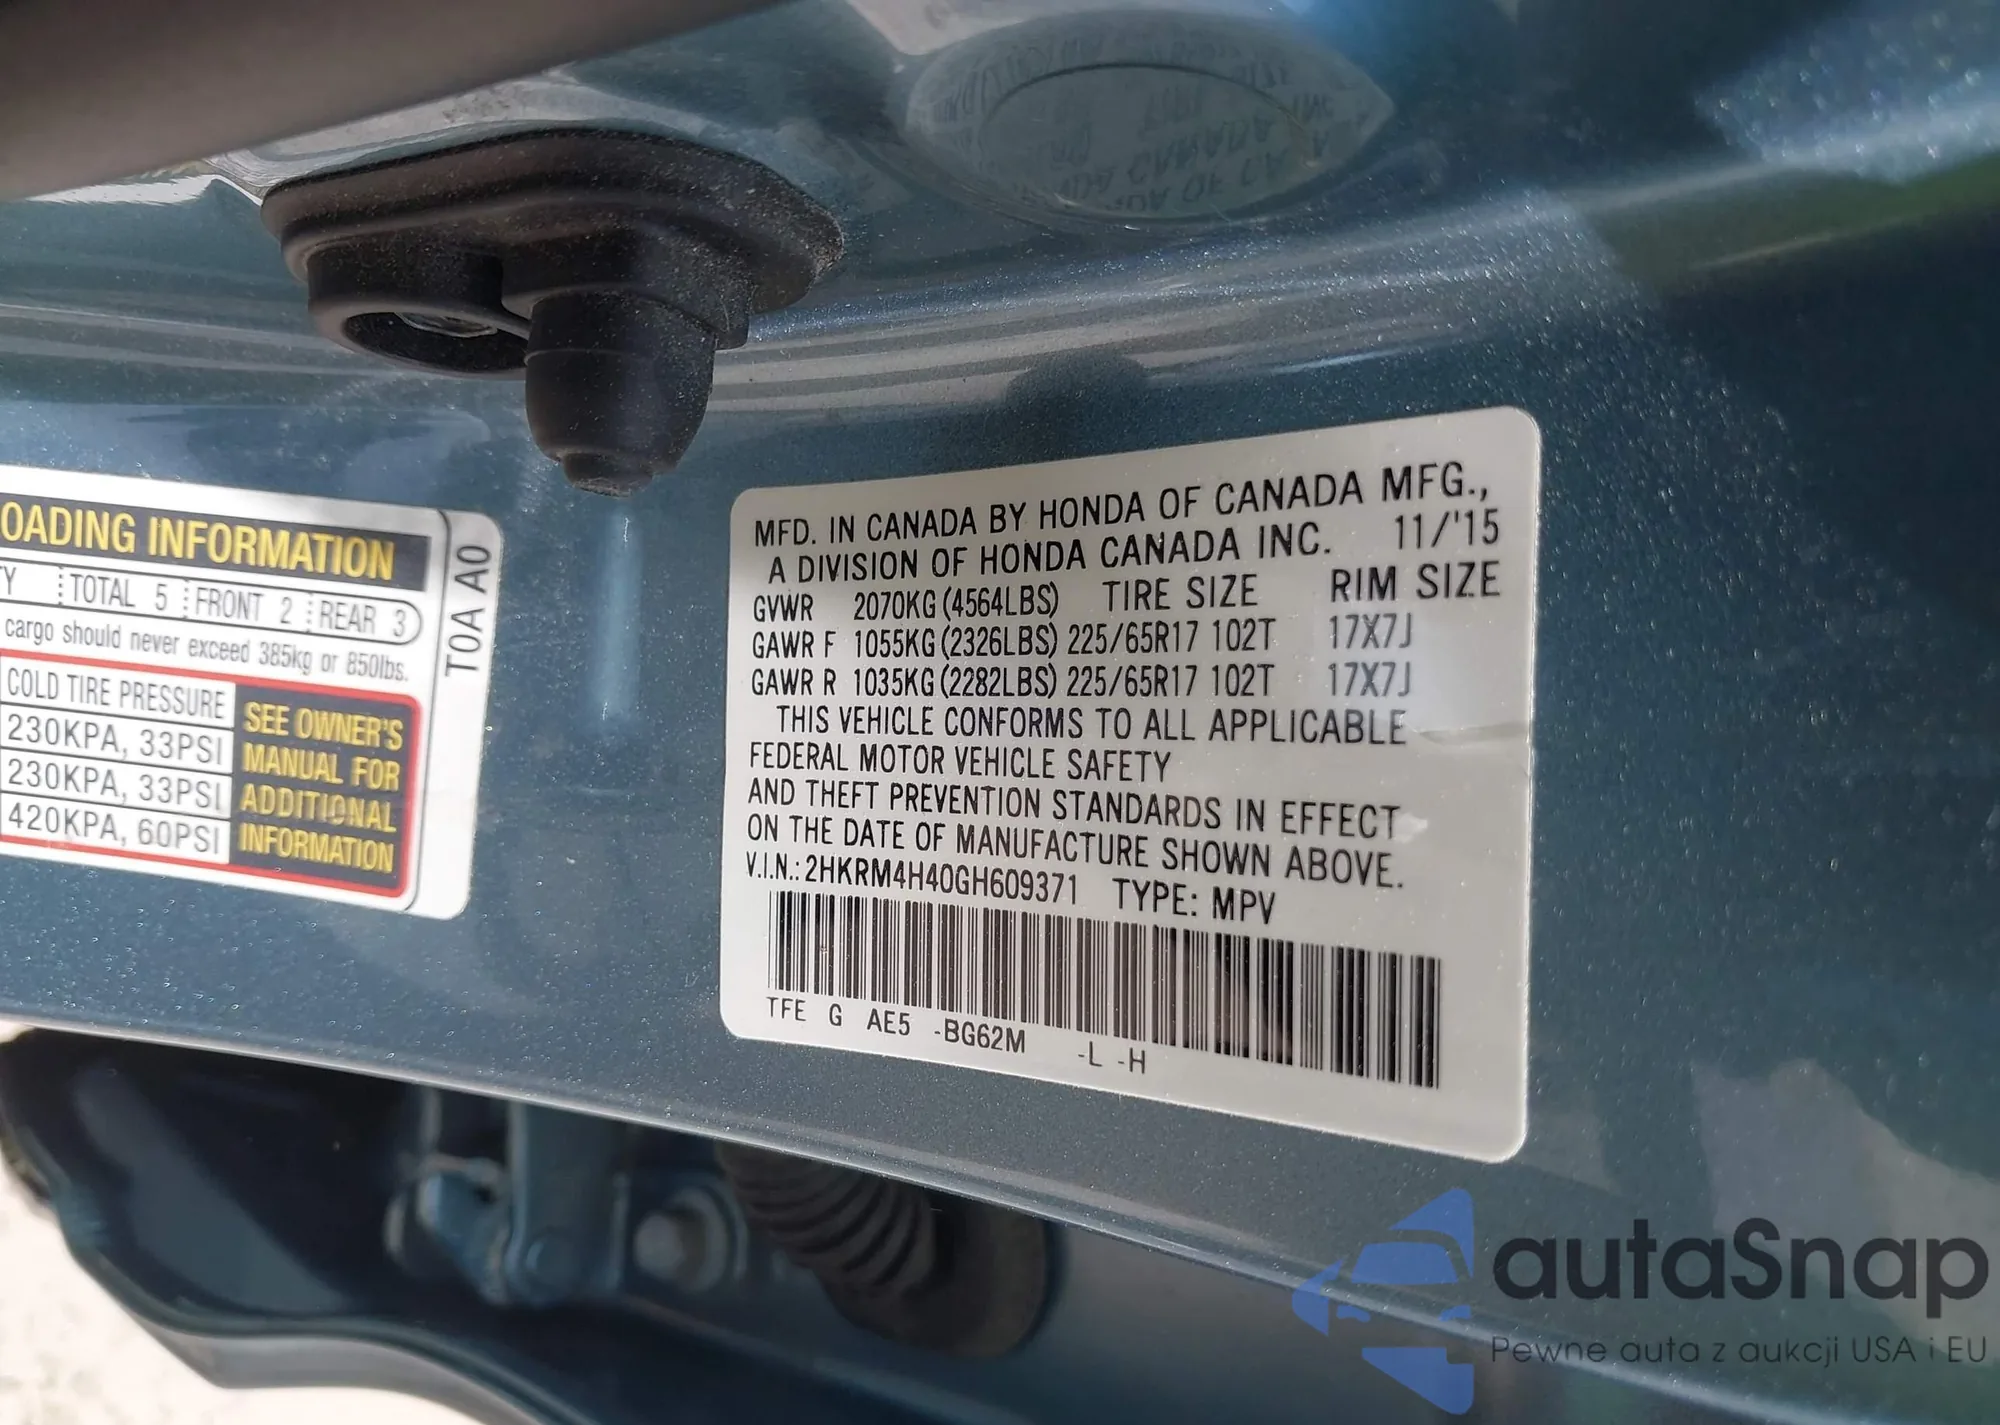 OADING INFORMATION
Y TOTAL 5 FRONT 2 REAR 3
cargo should never exceed 385kg or 850lbs.
COLD TIRE PRESSURE
230KPA, 33PSI
230KPA, 33PSI
420KPA, 60PSI
SEE OWNER'S
MANUAL FOR
ADDITIONAL
INFORMATION
T0A A0
MFD. IN CANADA BY HONDA OF CANADA MFG.,
A DIVISION OF HONDA CANADA INC. 11/'15
GVWR 2070KG(4564LBS) TIRE SIZE RIM SIZE
GAWR F 1055KG(2326LBS) 225/65R17 102T 17X7J
GAWR R 1035KG(2282LBS) 225/65R17 102T 17X7J
THIS VEHICLE CONFORMS TO ALL APPLICABLE
FEDERAL MOTOR VEHICLE SAFETY
AND THEFT PREVENTION STANDARDS IN EFFECT
ON THE DATE OF MANUFACTURE SHOWN ABOVE.
V.I.N.: 2HKRM4H40GH609371 TYPE: MPV
TFE G AE5 -BG62M -L -H
autaSnap
Pewne auta z aukcji USA i EU